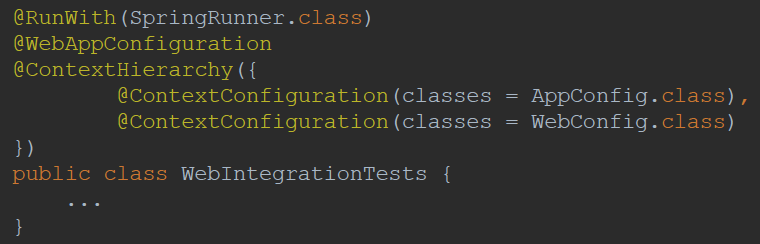 @RunWith(SpringRunner.class)
@WebAppConfiguration
@ContextHierarchy({
        @ContextConfiguration(classes = AppConfig.class),
        @ContextConfiguration(classes = WebConfig.class)
})
public class WebIntegrationTests {
    ...
}